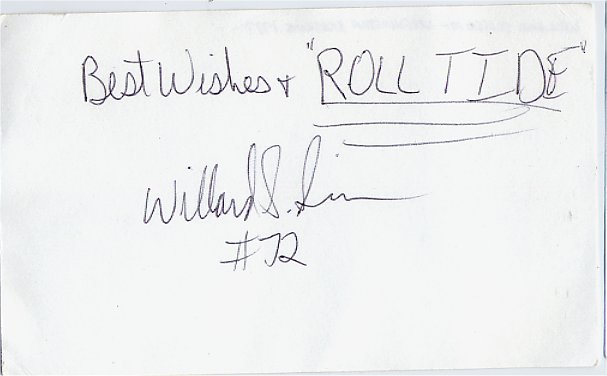 Best Wishes & "ROLL TIDE"
Willard S.
#72